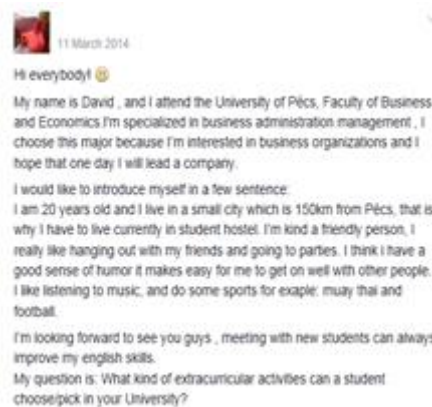 11 March 2014
Hi everybody!
My name is David , and I attend the University of Pécs, Faculty of Business
and Economics.I'm specialized in business administration management , I
choose this major because I'm interested in business organizations and I
hope that one day I will lead a company.
I would like to introduce myself in a few sentence:
I am 20 years old and I live in a small city which is 150km from Pécs, that is
why I have to live currently in student hostel. I'm kind a friendly person, I
really like hanging out with my friends and going to parties. I think i have a
good sense of humor it makes easy for me to get on well with other people.
I like listening to music, and do some sports for exaple: muay thai and
football.
I'm looking forward to see you guys , meeting with new students can always
improve my english skills.
My question is: What kind of extracurricular activities can a student
choose/pick in your University?